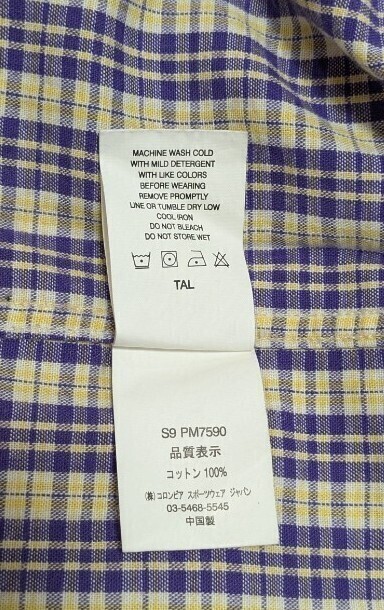 MACHINE WASH COLD
WITH MILD DETERGENT
WITH LIKE COLORS
BEFORE WEARING
REMOVE PROMPTLY
LINE OR TUMBLE DRY LOW
COOL IRON
DO NOT BLEACH
DO NOT STORE WET
TAL
S9 PM7590
品質表示
コットン 100%
(株) コロンビア スポーツウェア ジャパン
03-5468-5545
中国製